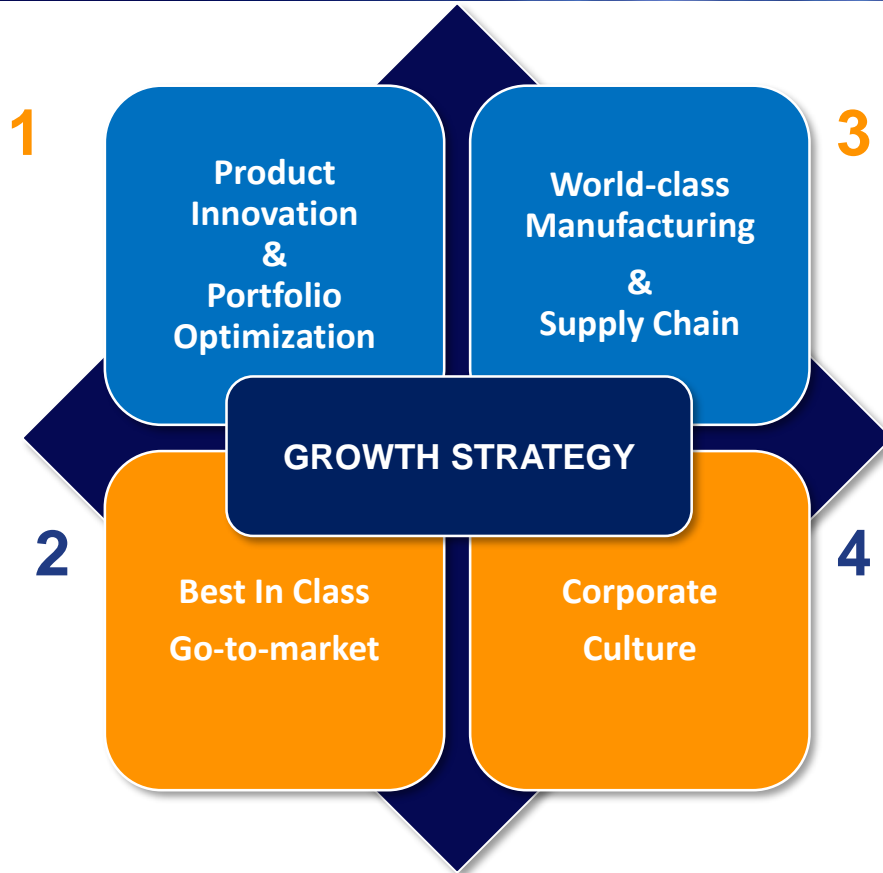 1
Product
Innovation
&
Portfolio
Optimization
3
World-class
Manufacturing
&
Supply Chain
GROWTH STRATEGY
2
Best In Class
Go-to-market
4
Corporate
Culture